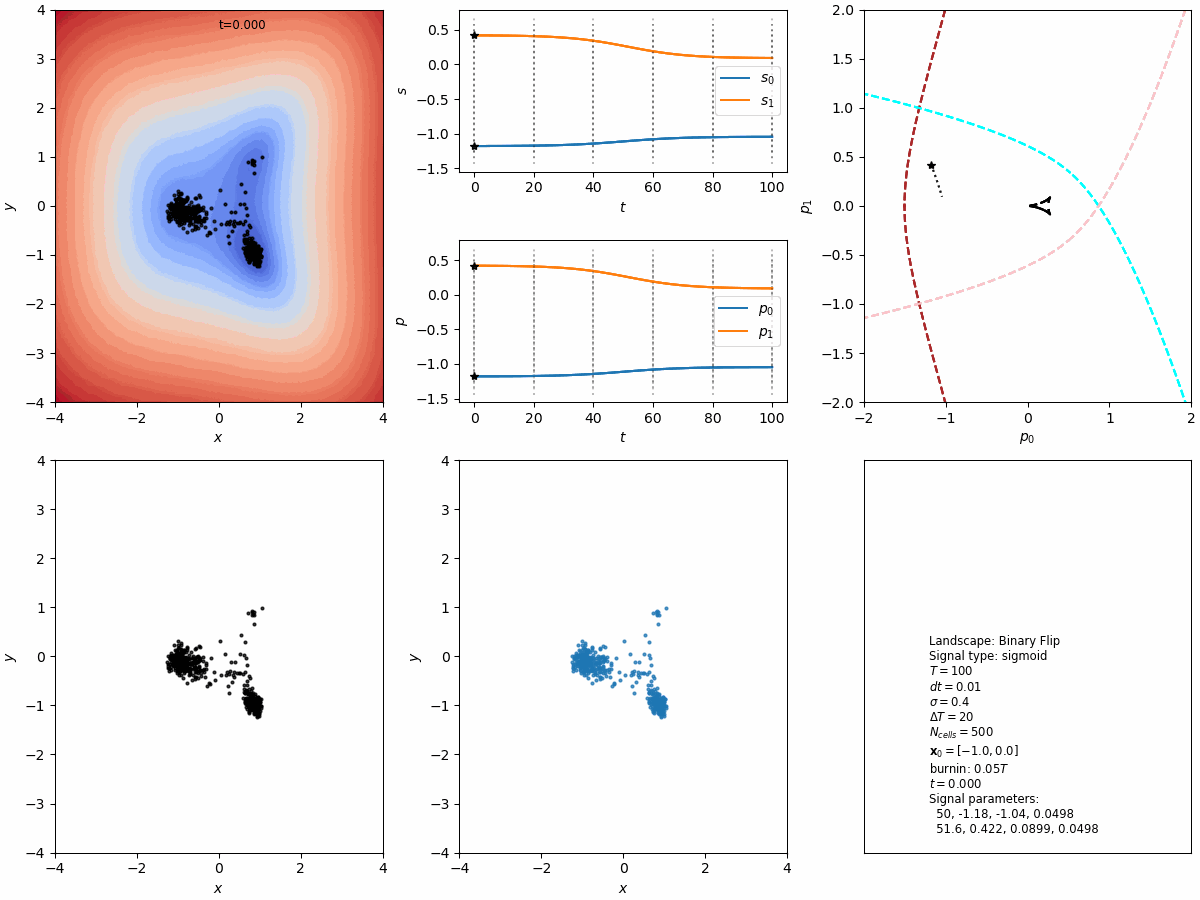 t=0.000
4
3
2
1
0
−1
−2
−3
−4
y
−4
−2
0
2
4
x
0.5
0.0
−0.5
−1.0
−1.5
s
s0
s1
0
20
40
60
80
100
t
0.5
0.0
−0.5
−1.0
−1.5
p
p0
p1
0
20
40
60
80
100
t
2.0
1.5
1.0
0.5
0.0
−0.5
−1.0
−1.5
−2.0
p1
−2
−1
0
1
2
p0
4
3
2
1
0
−1
−2
−3
−4
y
−4
−2
0
2
4
x
4
3
2
1
0
−1
−2
−3
−4
y
−4
−2
0
2
4
x
Landscape: Binary Flip
Signal type: sigmoid
T = 100
dt = 0.01
σ = 0.4
ΔT = 20
Ncells = 500
x0 = [−1.0, 0.0]
burnin: 0.05T
t = 0.000
Signal parameters:
50, -1.18, -1.04, 0.0498
51.6, 0.422, 0.0899, 0.0498